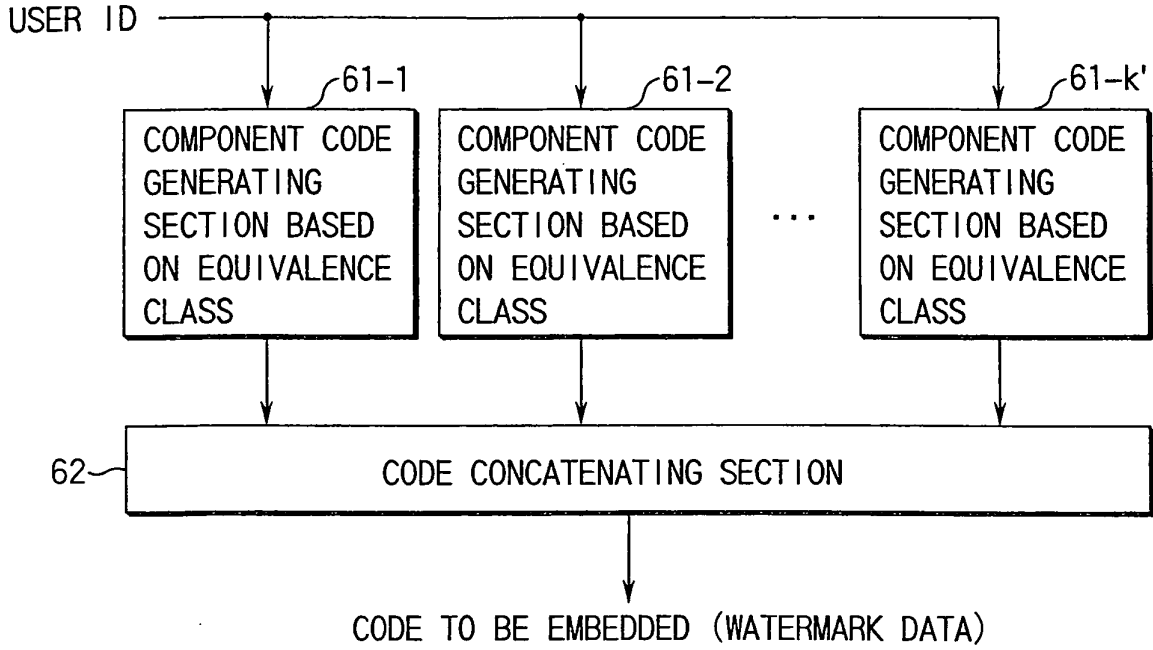 USER ID
61-1
61-2
61-k'
COMPONENT CODE
GENERATING
SECTION BASED
ON EQUIVALENCE
CLASS
COMPONENT CODE
GENERATING
SECTION BASED
ON EQUIVALENCE
CLASS
...
COMPONENT CODE
GENERATING
SECTION BASED
ON EQUIVALENCE
CLASS
62
CODE CONCATENATING SECTION
CODE TO BE EMBEDDED (WATERMARK DATA)